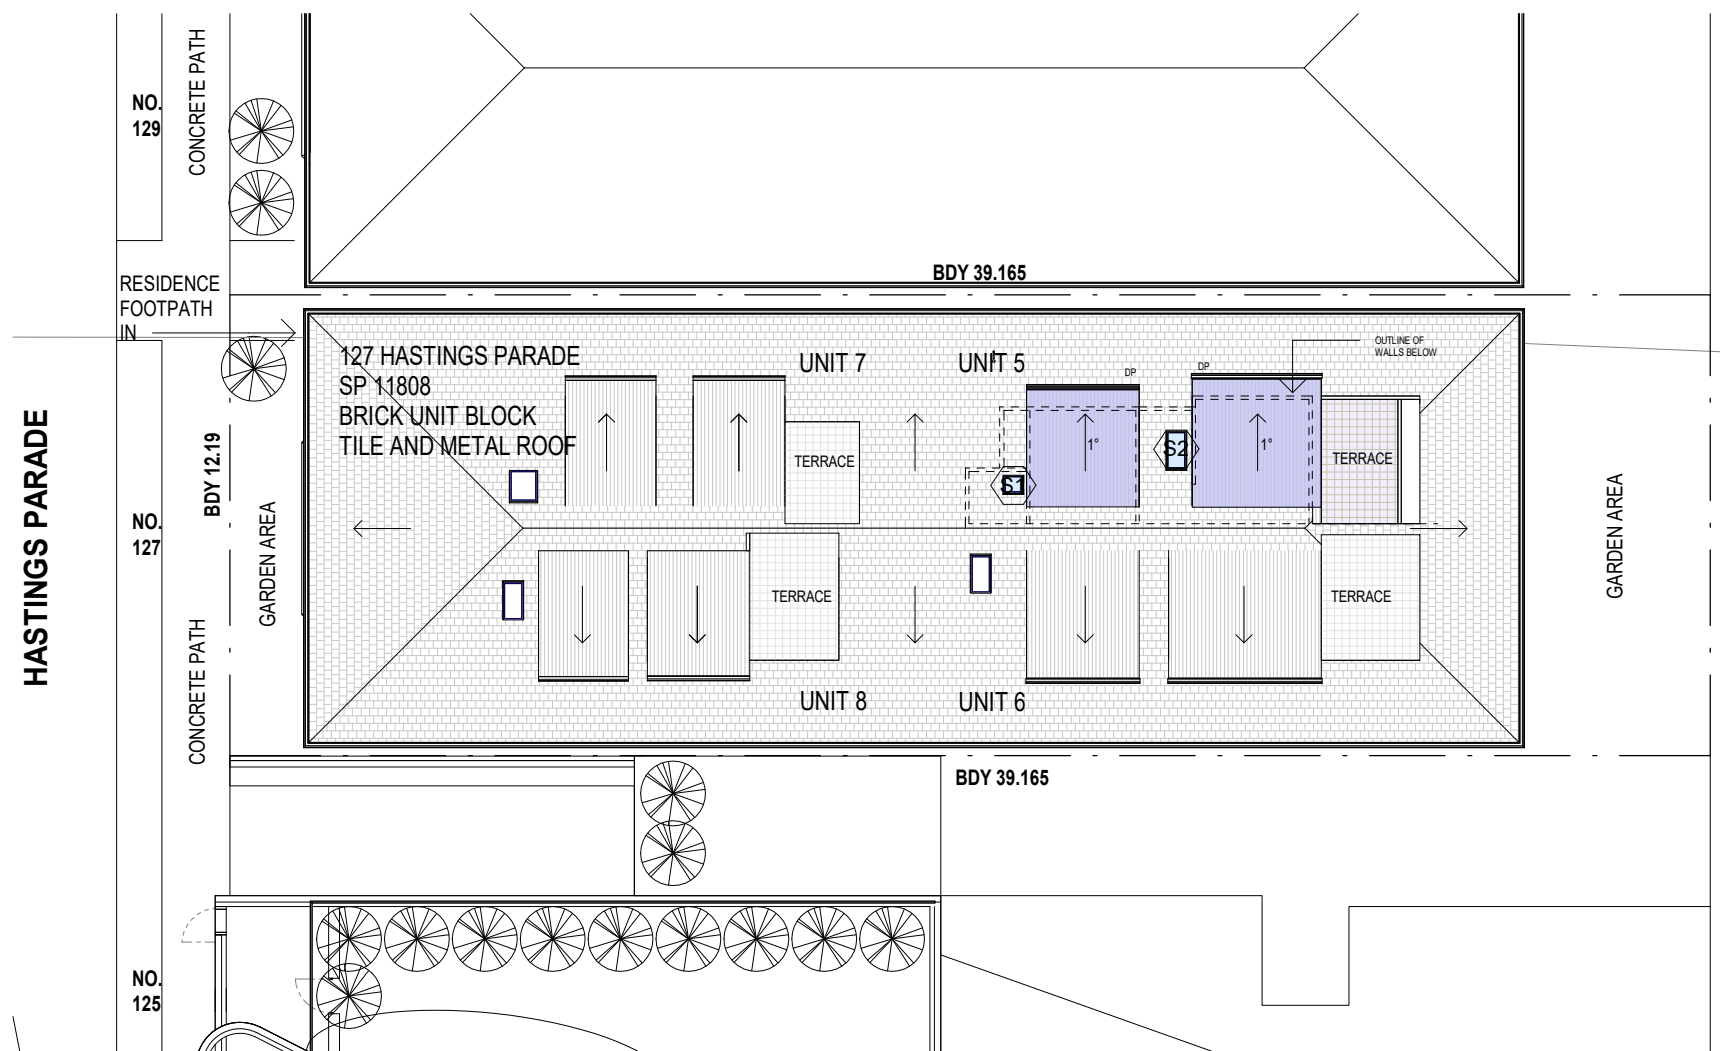 NO.
129
CONCRETE PATH
RESIDENCE
FOOTPATH
IN
BDY 39.165
127 HASTINGS PARADE
SP 11808
BRICK UNIT BLOCK
TILE AND METAL ROOF
UNIT 7
UNIT 5
DP
DP
OUTLINE OF
WALLS BELOW
TERRACE
1°
S2
1°
TERRACE
S1
HASTINGS PARADE
BDY 12.19
NO.
127
GARDEN AREA
GARDEN AREA
TERRACE
TERRACE
CONCRETE PATH
UNIT 8
UNIT 6
BDY 39.165
NO.
125